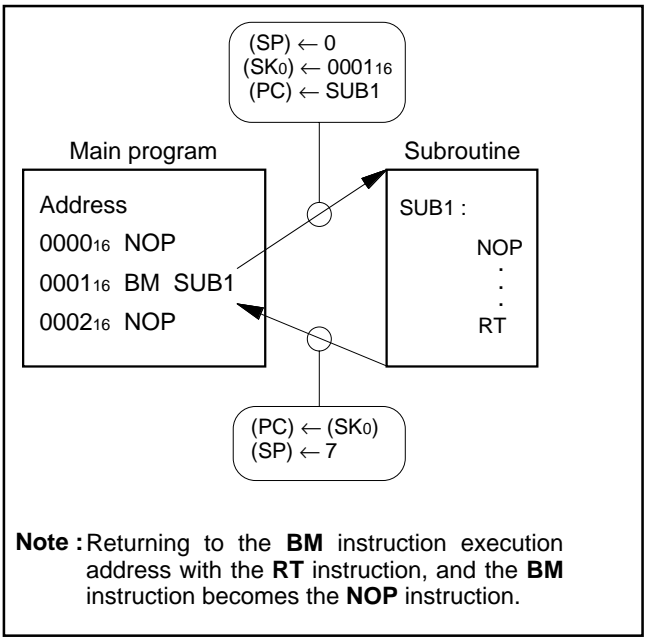 (SP) ← 0
(SK₀) ← 0001₁₆
(PC) ← SUB1
Main program
Subroutine
Address
0000₁₆ NOP
0001₁₆ BM SUB1
0002₁₆ NOP
SUB1 :
NOP
·
·
·
RT
(PC) ← (SK₀)
(SP) ← 7
Note : Returning to the BM instruction execution
address with the RT instruction, and the BM
instruction becomes the NOP instruction.